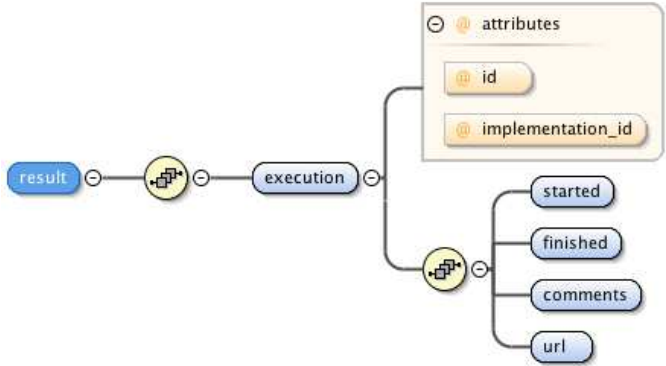 @ attributes
@ id
@ implementation_id
result
execution
started
finished
comments
url